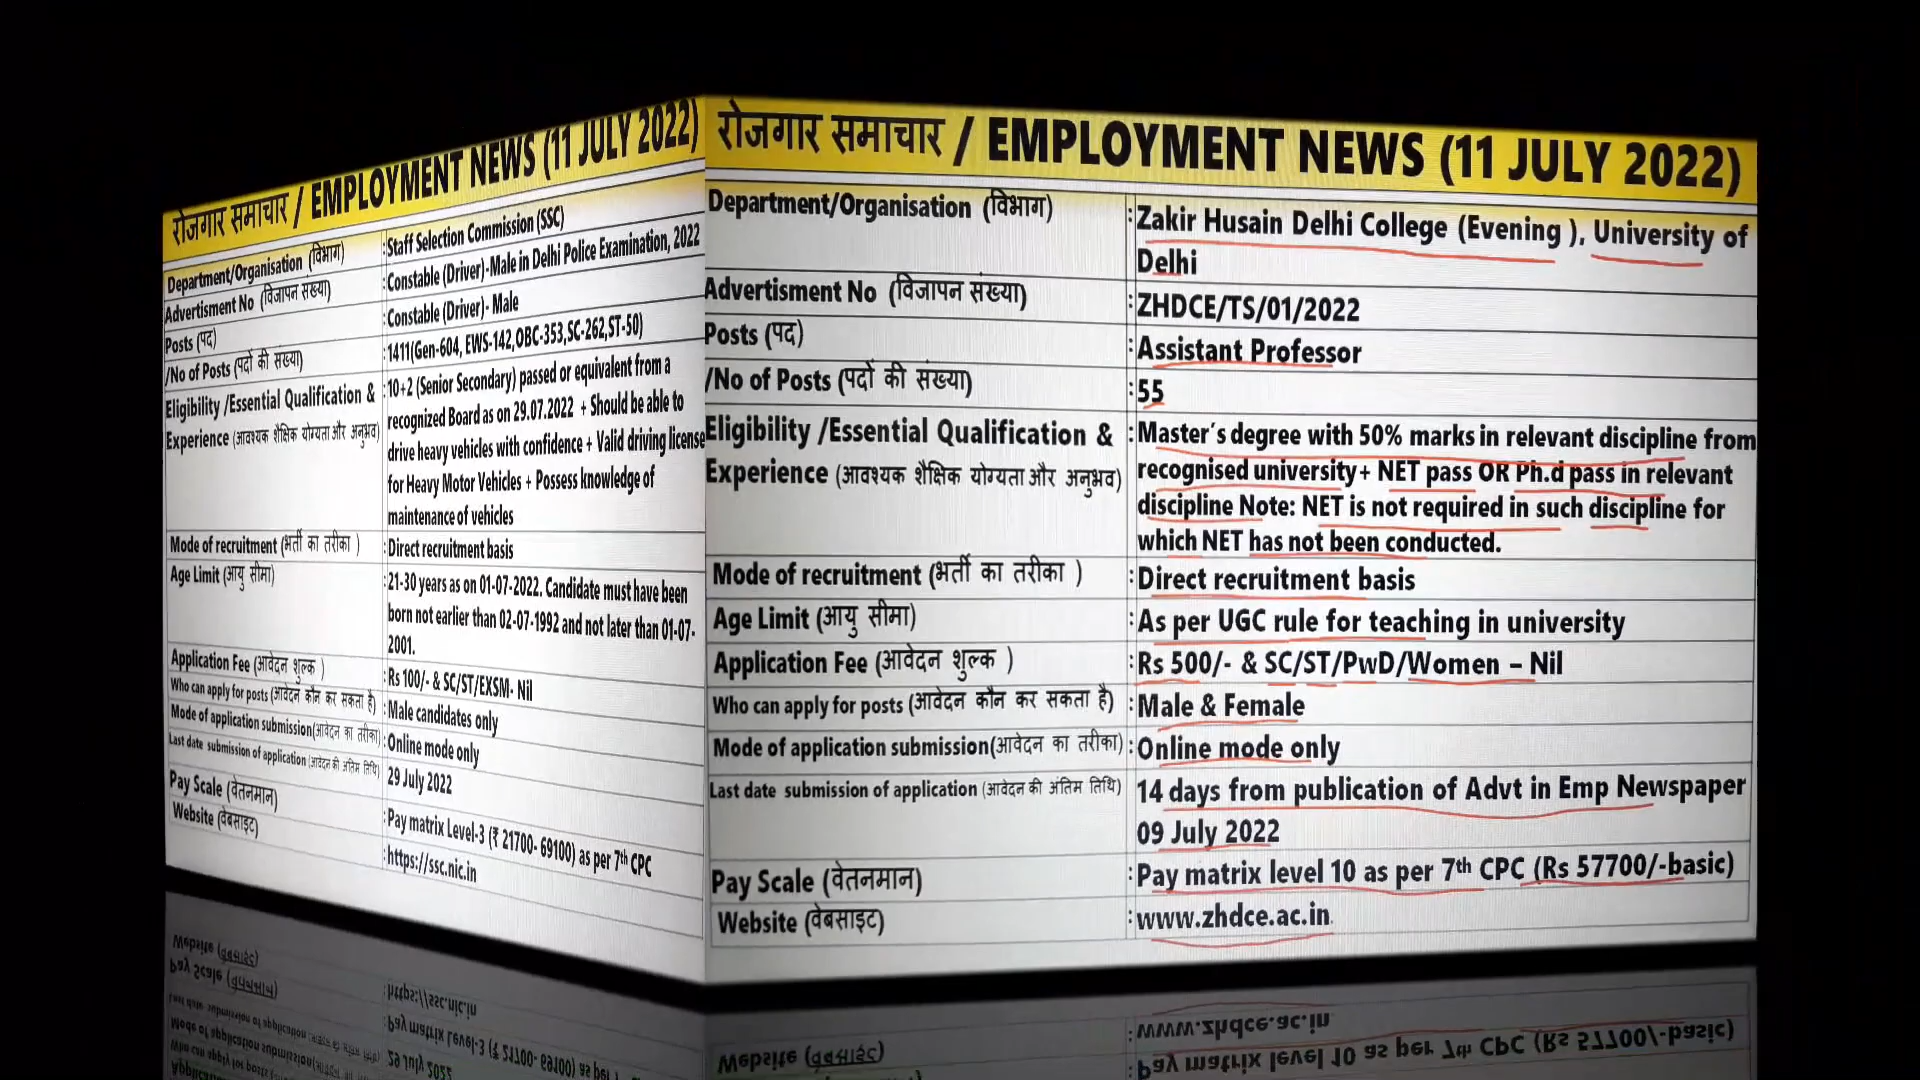 रोजगार समाचार / EMPLOYMENT NEWS (11 JULY 2022)
Department/Organisation (विभाग) : Staff Selection Commission (SSC)
Advertisment No (विज्ञापन संख्या) : Constable (Driver)-Male in Delhi Police Examination, 2022
Posts (पद) : Constable (Driver)- Male
/No of Posts (पदों की संख्या) : 1411(Gen-604, EWS-142,OBC-353,SC-262,ST-50)
Eligibility /Essential Qualification & : 10+2 (Senior Secondary) passed or equivalent from a
Experience (आवश्यक शैक्षिक योग्यता और अनुभव) recognized Board as on 29.07.2022 + Should be able to
drive heavy vehicles with confidence + Valid driving license
for Heavy Motor Vehicles + Possess knowledge of
maintenance of vehicles
Mode of recruitment (भर्ती का तरीका ) : Direct recruitment basis
Age Limit (आयु सीमा) : 21-30 years as on 01-07-2022. Candidate must have been
born not earlier than 02-07-1992 and not later than 01-07-
2001.
Application Fee (आवेदन शुल्क ) : Rs 100/- & SC/ST/EXSM- Nil
Who can apply for posts (आवेदन कौन कर सकता है) : Male candidates only
Mode of application submission(आवेदन का तरीका) : Online mode only
Last date submission of application (आवेदन की अंतिम तिथि) 29 July 2022
Pay Scale (वेतनमान) : Pay matrix Level-3 (₹ 21700- 69100) as per 7th CPC
Website (वेबसाइट) : https://ssc.nic.in
रोजगार समाचार / EMPLOYMENT NEWS (11 JULY 2022)
Department/Organisation (विभाग) : Zakir Husain Delhi College (Evening ), University of
Delhi
Advertisment No (विज्ञापन संख्या) : ZHDCE/TS/01/2022
Posts (पद) : Assistant Professor
/No of Posts (पदों की संख्या) : 55
Eligibility /Essential Qualification & : Master's degree with 50% marks in relevant discipline from
Experience (आवश्यक शैक्षिक योग्यता और अनुभव) recognised university+ NET pass OR Ph.d pass in relevant
discipline Note: NET is not required in such discipline for
which NET has not been conducted.
Mode of recruitment (भर्ती का तरीका ) : Direct recruitment basis
Age Limit (आयु सीमा) : As per UGC rule for teaching in university
Application Fee (आवेदन शुल्क ) : Rs 500/- & SC/ST/PwD/Women – Nil
Who can apply for posts (आवेदन कौन कर सकता है) : Male & Female
Mode of application submission(आवेदन का तरीका) : Online mode only
Last date submission of application (आवेदन की अंतिम तिथि) 14 days from publication of Advt in Emp Newspaper
09 July 2022
Pay Scale (वेतनमान) : Pay matrix level 10 as per 7th CPC (Rs 57700/-basic)
Website (वेबसाइट) : www.zhdce.ac.in